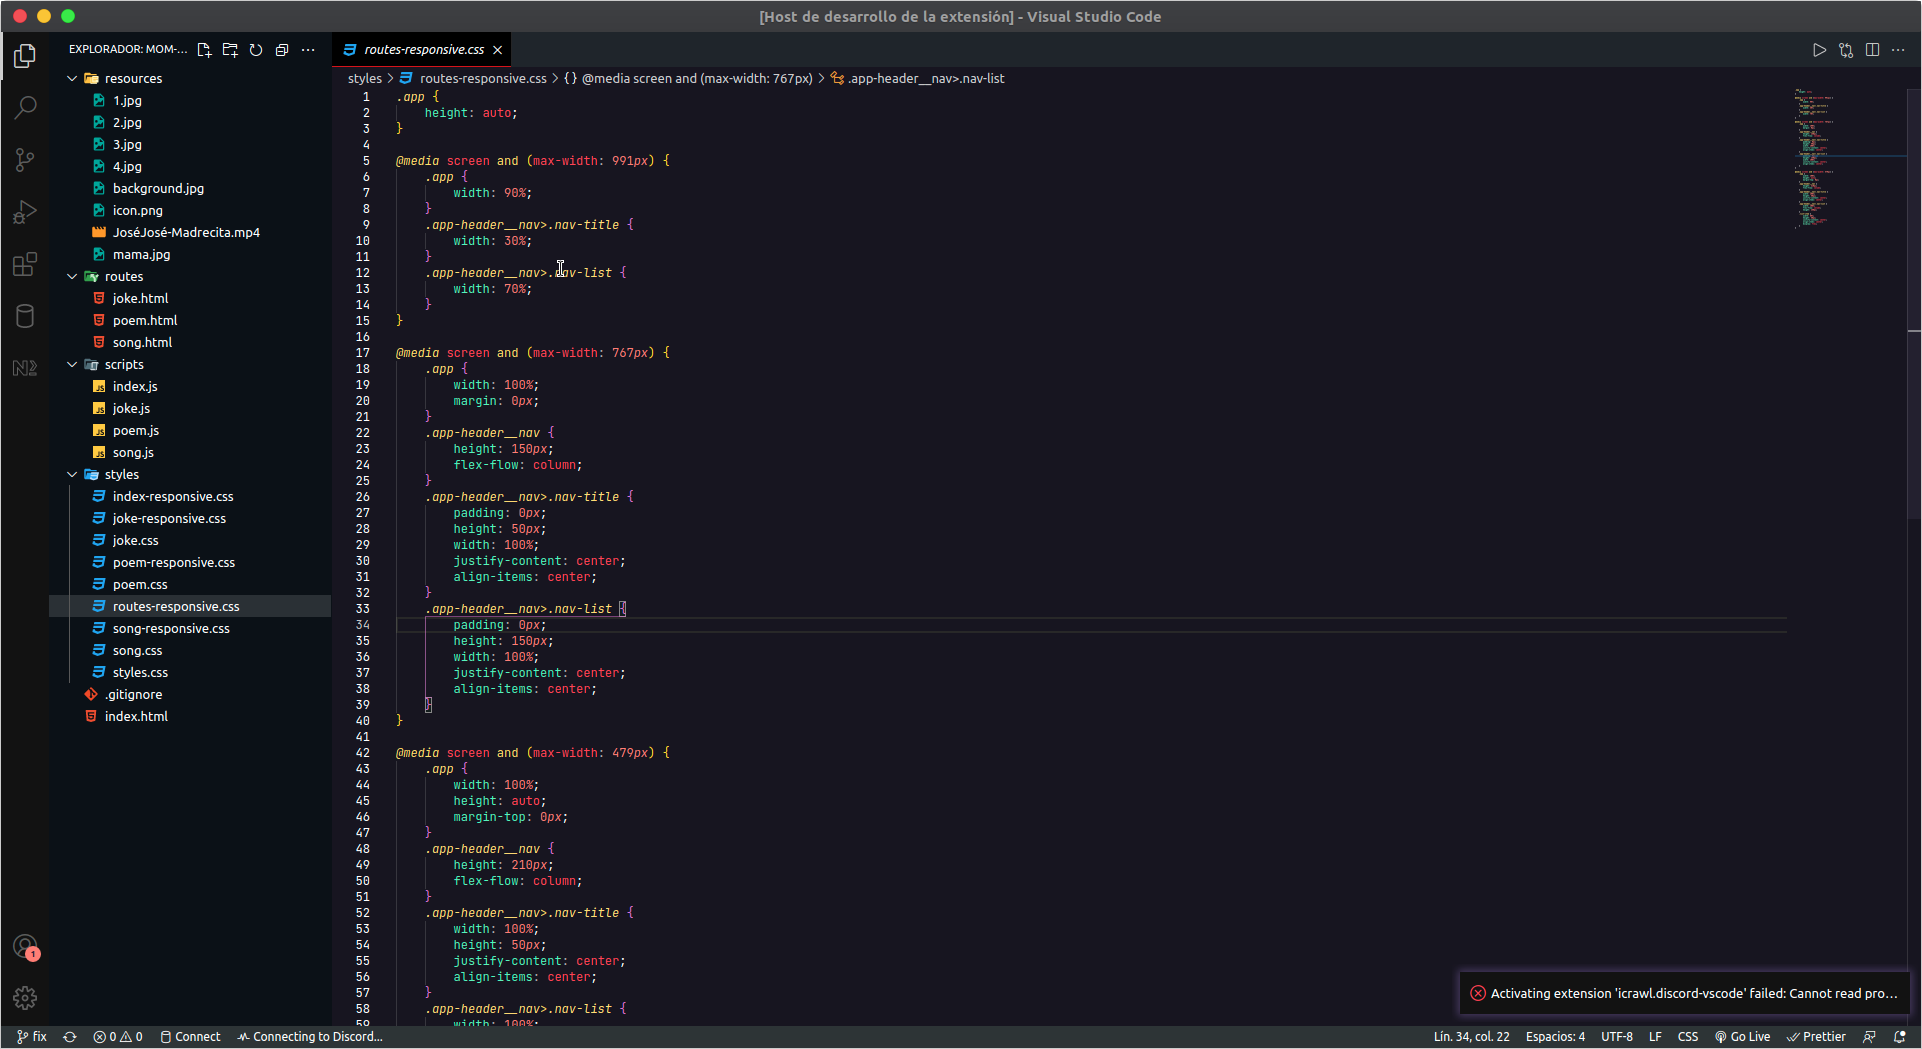 [Host de desarrollo de la extensión] - Visual Studio Code
EXPLORADOR: MOM-...
resources
1.jpg
2.jpg
3.jpg
4.jpg
background.jpg
icon.png
JoséJosé-Madrecita.mp4
mama.jpg
routes
joke.html
poem.html
song.html
scripts
index.js
joke.js
poem.js
song.js
styles
index-responsive.css
joke-responsive.css
joke.css
poem-responsive.css
poem.css
routes-responsive.css
song-responsive.css
song.css
styles.css
.gitignore
index.html
routes-responsive.css
styles > routes-responsive.css > {} @media screen and (max-width: 767px) > .app-header__nav>.nav-list
1 .app {
2 height: auto;
3 }
4
5 @media screen and (max-width: 991px) {
6 .app {
7 width: 90%;
8 }
9 .app-header__nav>.nav-title {
10 width: 30%;
11 }
12 .app-header__nav>.nav-list {
13 width: 70%;
14 }
15 }
16
17 @media screen and (max-width: 767px) {
18 .app {
19 width: 100%;
20 margin: 0px;
21 }
22 .app-header__nav {
23 height: 150px;
24 flex-flow: column;
25 }
26 .app-header__nav>.nav-title {
27 padding: 0px;
28 height: 50px;
29 width: 100%;
30 justify-content: center;
31 align-items: center;
32 }
33 .app-header__nav>.nav-list {
34 padding: 0px;
35 height: 150px;
36 width: 100%;
37 justify-content: center;
38 align-items: center;
39 }
40 }
41
42 @media screen and (max-width: 479px) {
43 .app {
44 width: 100%;
45 height: auto;
46 margin-top: 0px;
47 }
48 .app-header__nav {
49 height: 210px;
50 flex-flow: column;
51 }
52 .app-header__nav>.nav-title {
53 width: 100%;
54 height: 50px;
55 justify-content: center;
56 align-items: center;
57 }
58 .app-header__nav>.nav-list {
59 width: 100%;
1
Activating extension 'icrawl.discord-vscode' failed: Cannot read pro...
fix 0 0 Connect Connecting to Discord... Lín. 34, col. 22 Espacios: 4 UTF-8 LF CSS Go Live Prettier